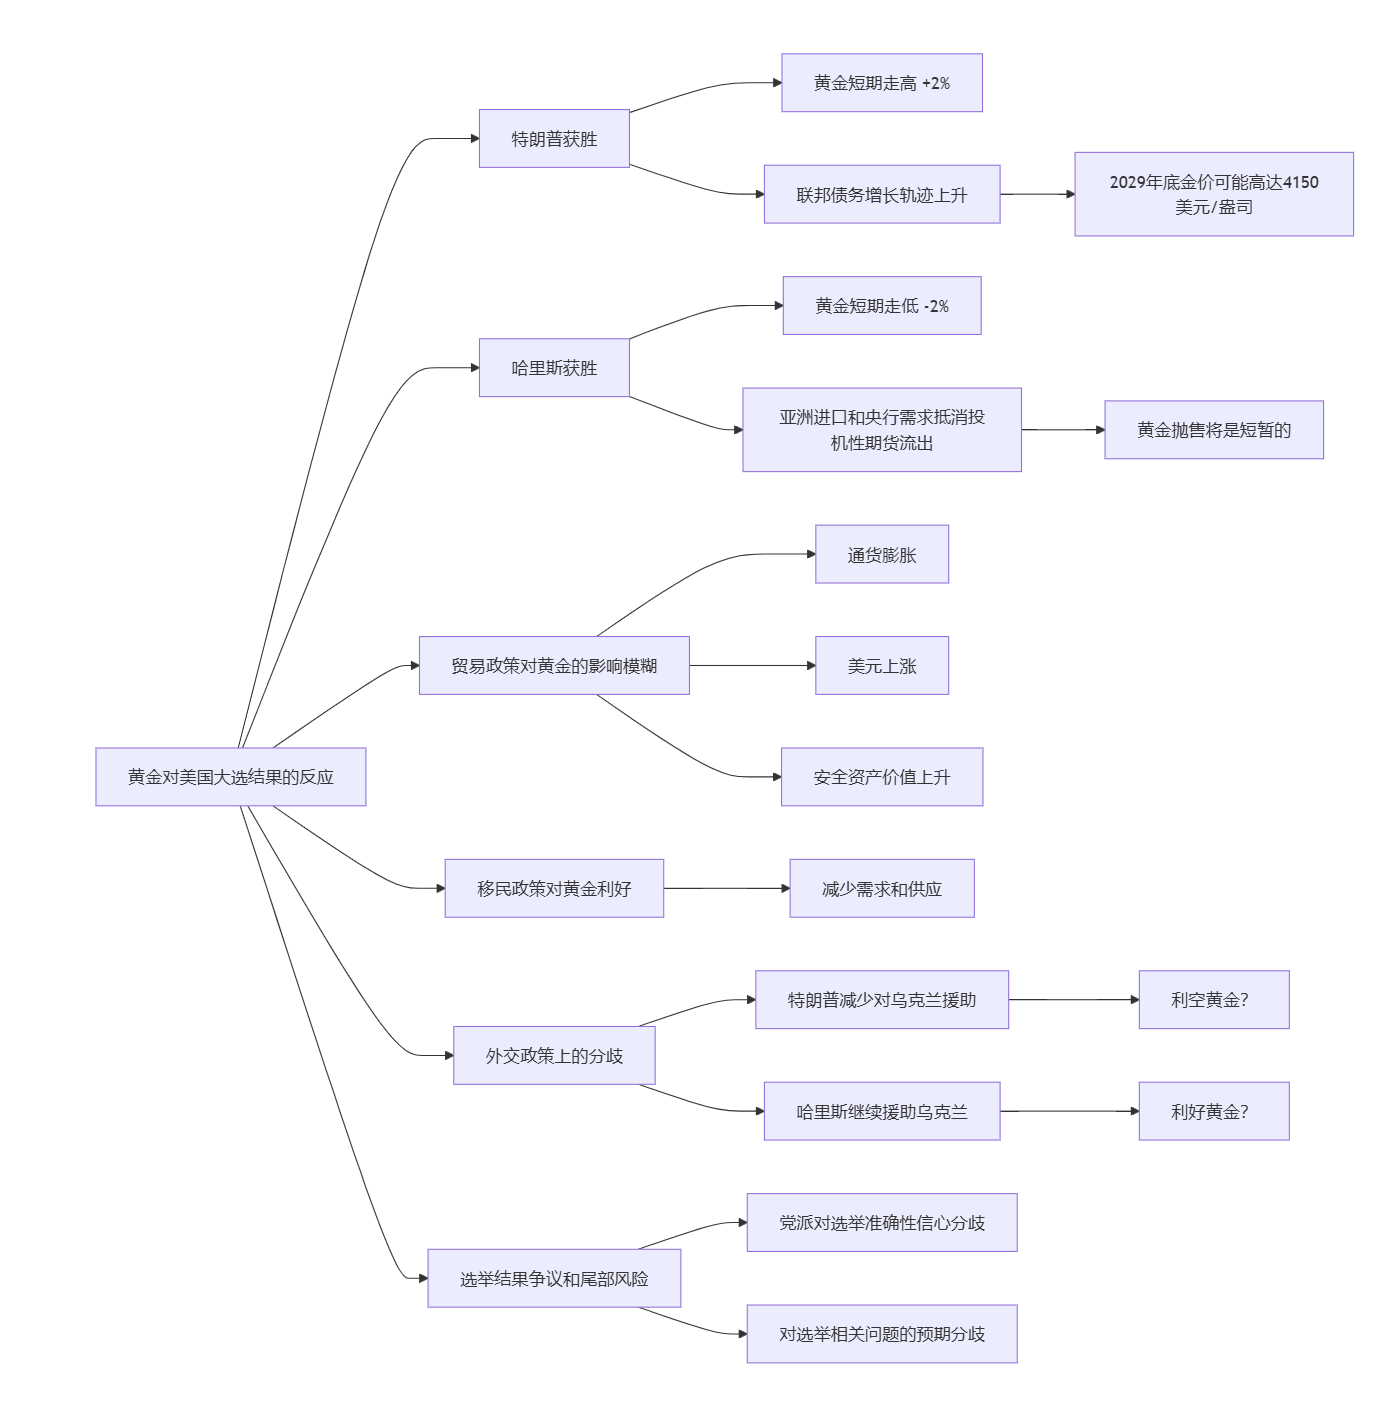 黄金对美国大选结果的反应
特朗普获胜
黄金短期走高 +2%
联邦债务增长轨迹上升
2029年底金价可能高达4150
美元/盎司
哈里斯获胜
黄金短期走低 -2%
亚洲进口和央行需求抵消投
机性期货流出
黄金抛售将是短暂的
贸易政策对黄金的影响模糊
通货膨胀
美元上涨
安全资产价值上升
移民政策对黄金利好
减少需求和供应
外交政策上的分歧
特朗普减少对乌克兰援助
利空黄金?
哈里斯继续援助乌克兰
利好黄金?
选举结果争议和尾部风险
党派对选举准确性信心分歧
对选举相关问题的预期分歧